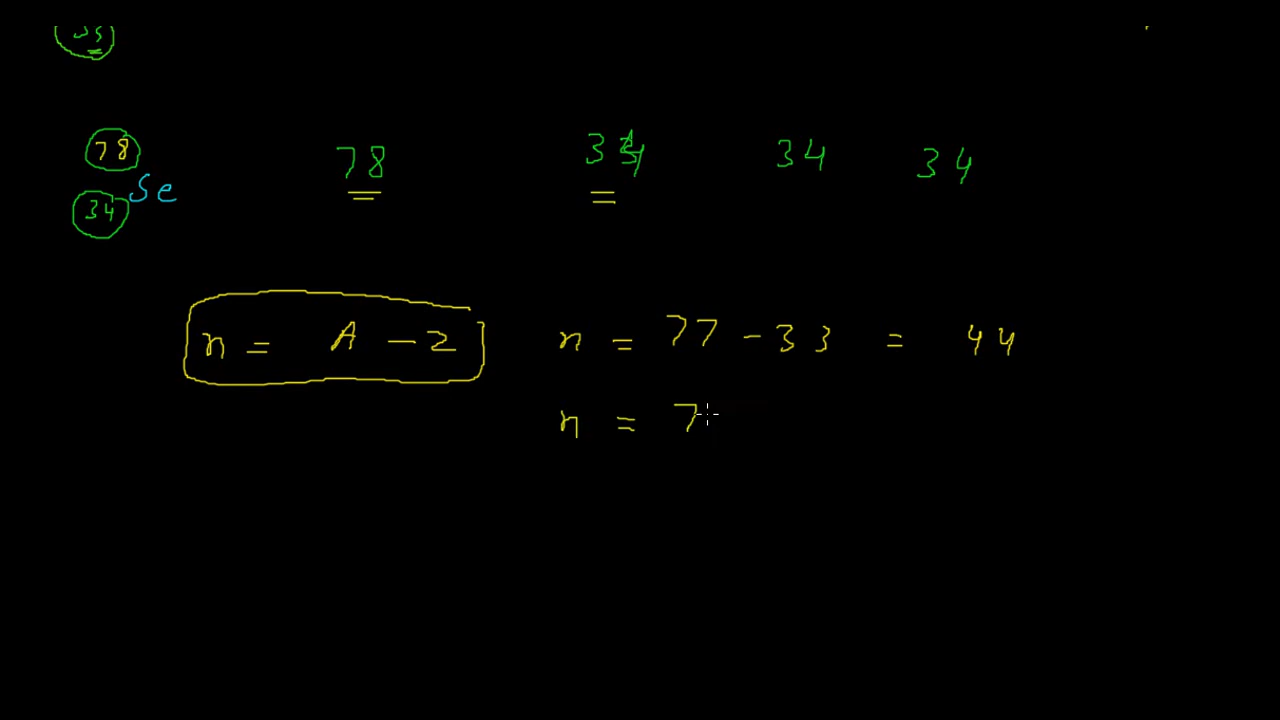 78 Se 78 34 34 34
34
n = A - Z n = 77 - 33 = 44
n = 7